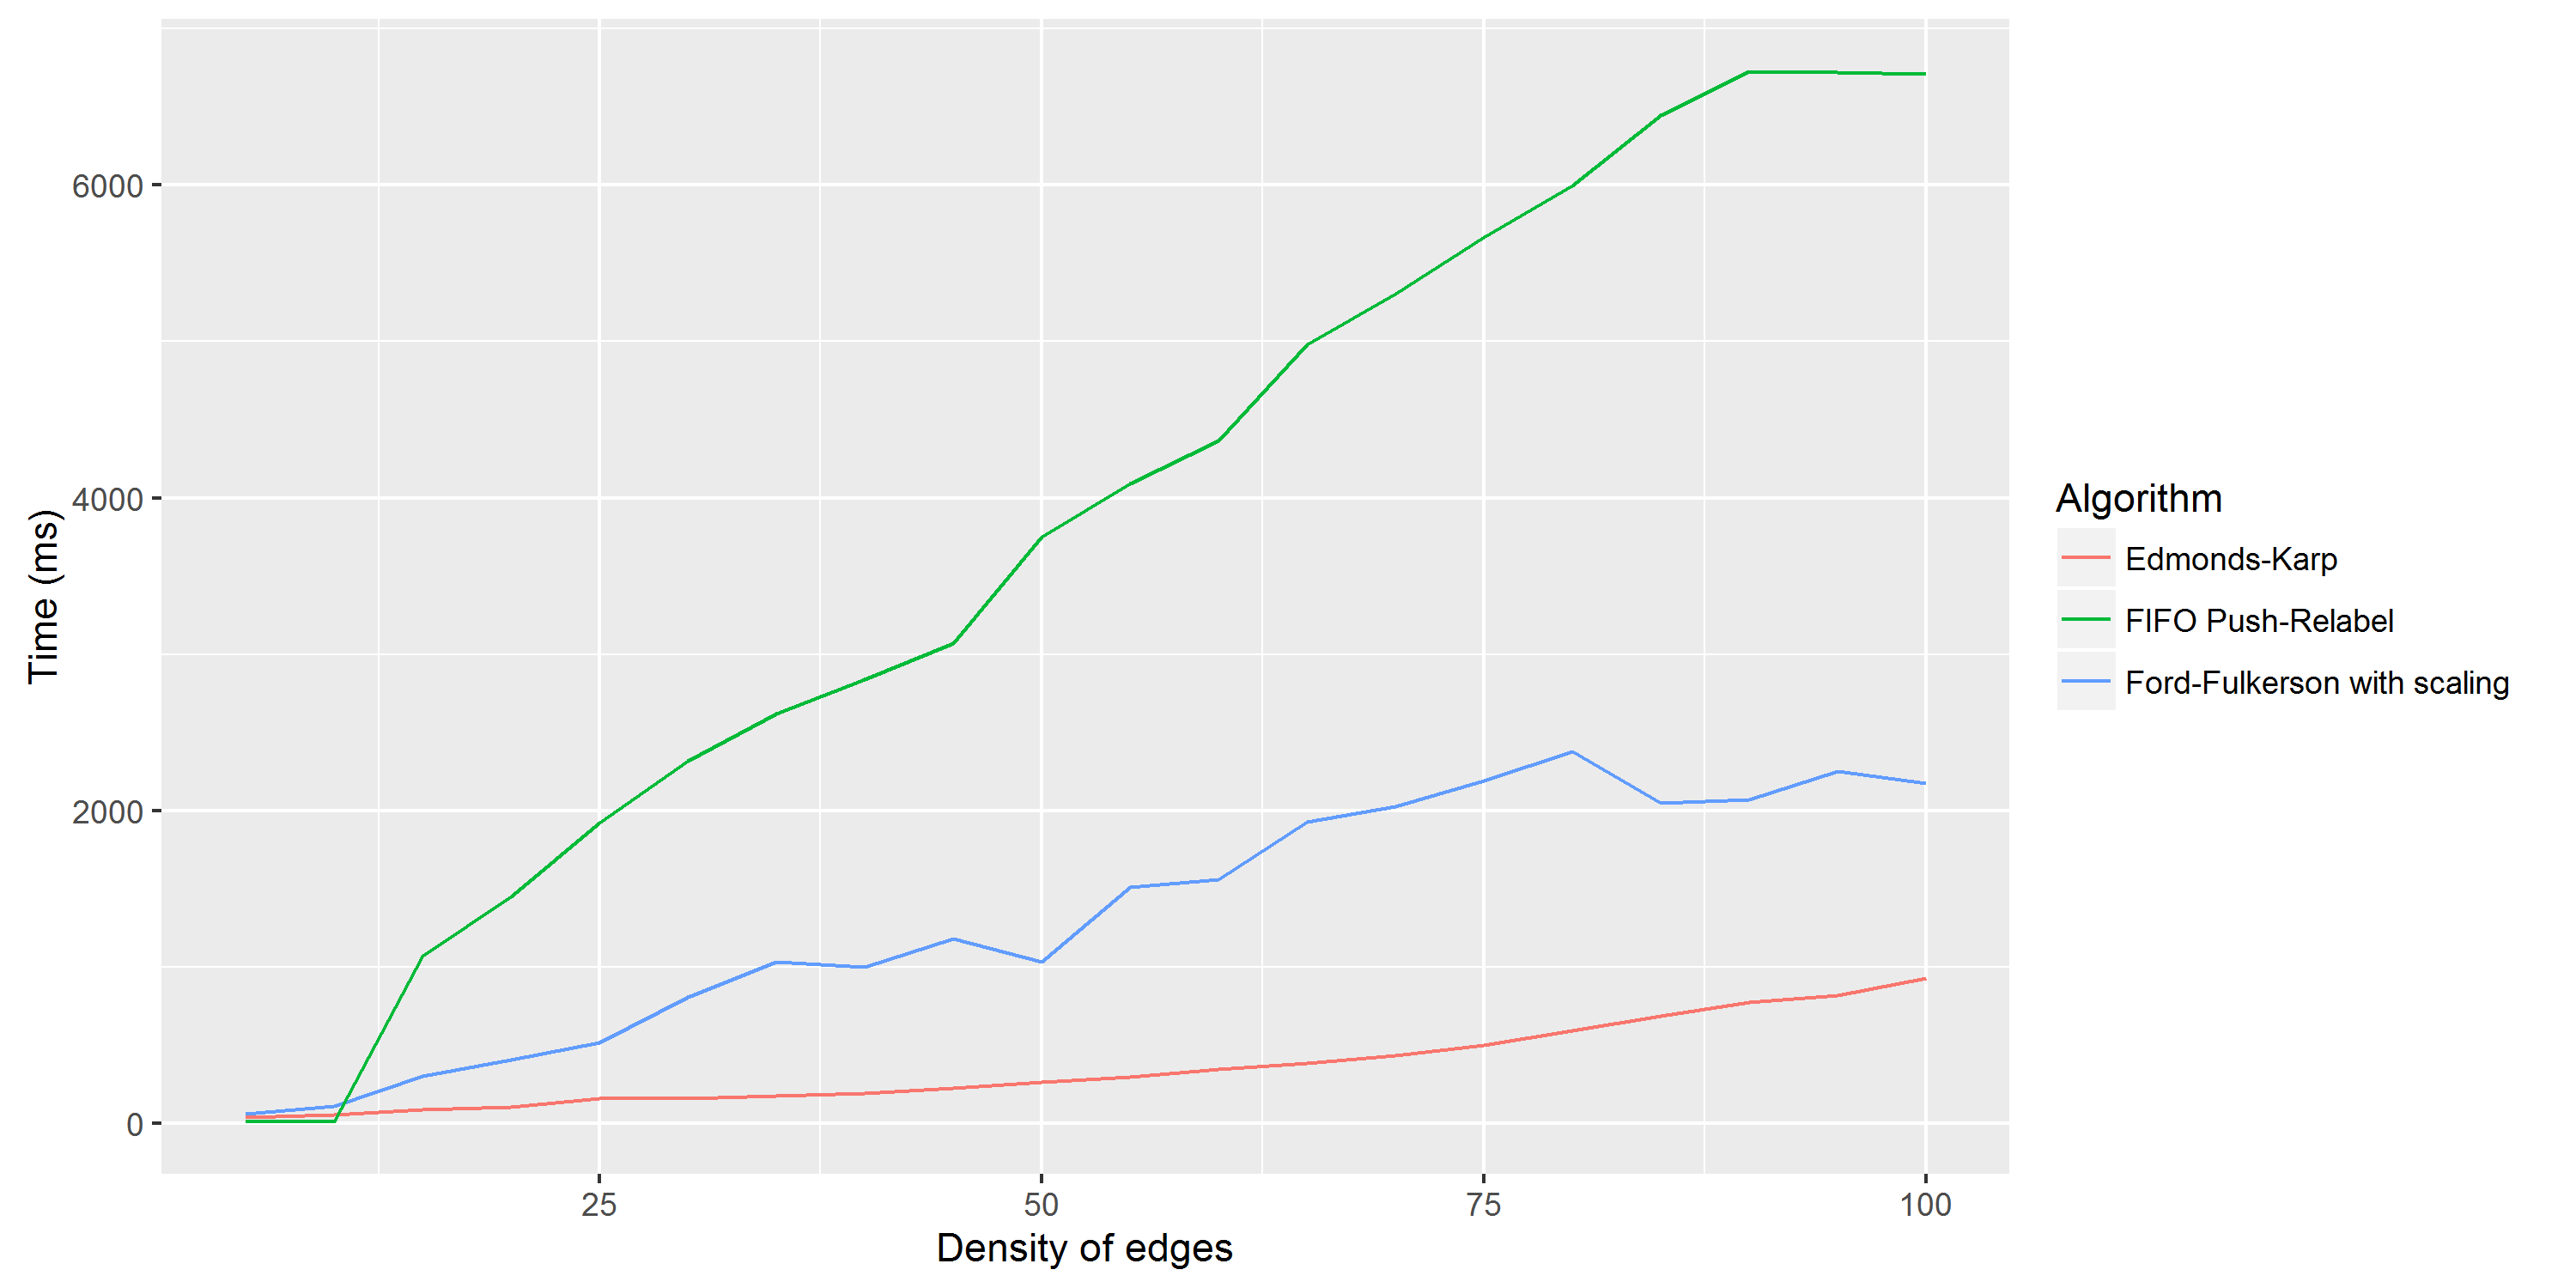 6000
4000
2000
0
Time (ms)
25
50
75
100
Density of edges
Algorithm
Edmonds-Karp
FIFO Push-Relabel
Ford-Fulkerson with scaling